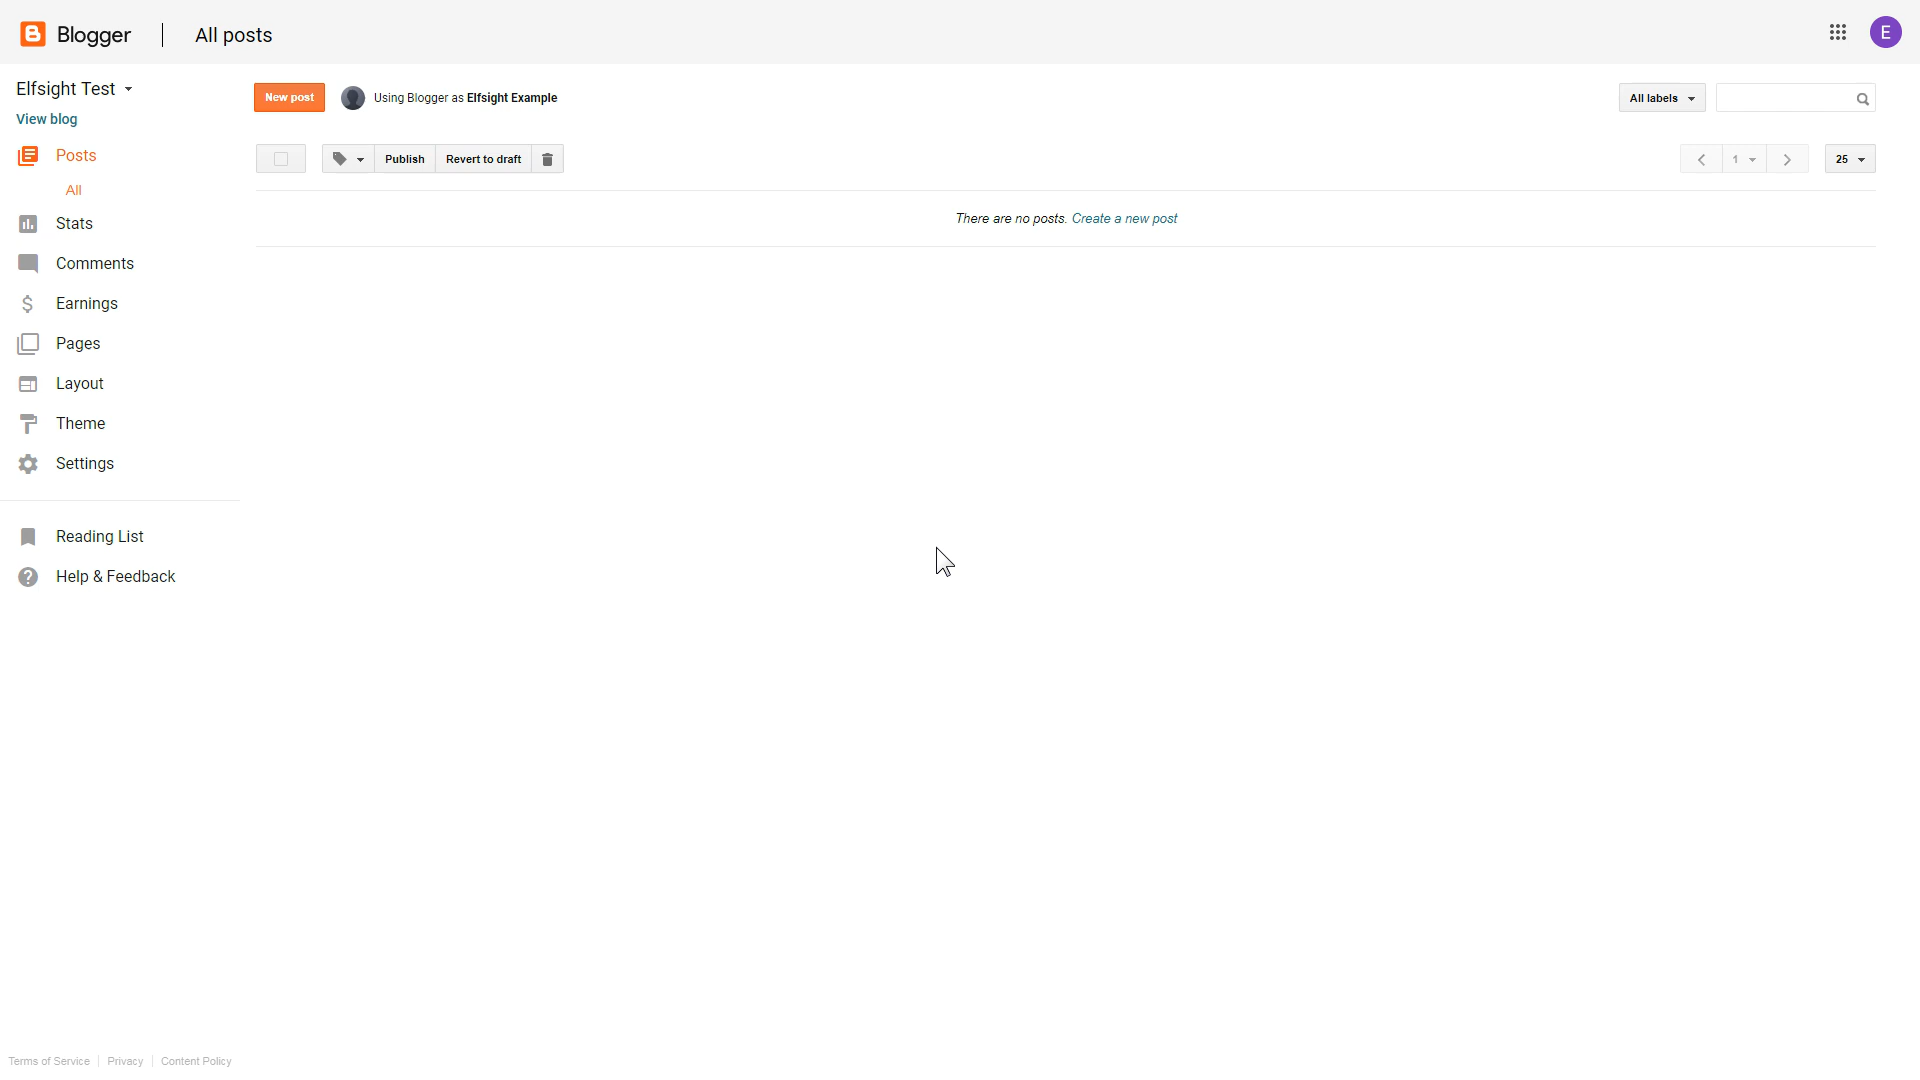 Blogger
All posts
E
Elfsight Test
View blog
Posts
All
Stats
Comments
Earnings
Pages
Layout
Theme
Settings
Reading List
Help & Feedback
New post
Using Blogger as Elfsight Example
All labels
Publish
Revert to draft
1
25
There are no posts. Create a new post
Terms of Service
Privacy
Content Policy